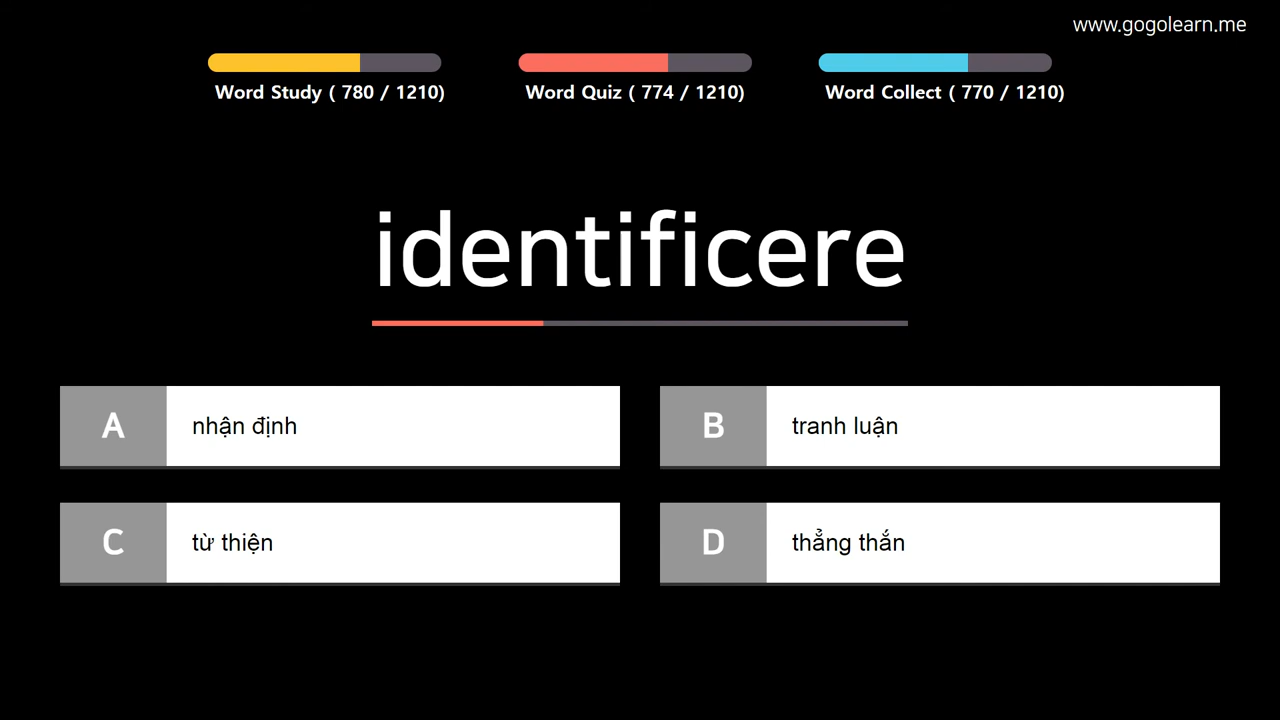 www.gogolearn.me
Word Study ( 780 / 1210)
Word Quiz ( 774 / 1210)
Word Collect ( 770 / 1210)
identificere
A nhận định
B tranh luận
C từ thiện
D thẳng thắn